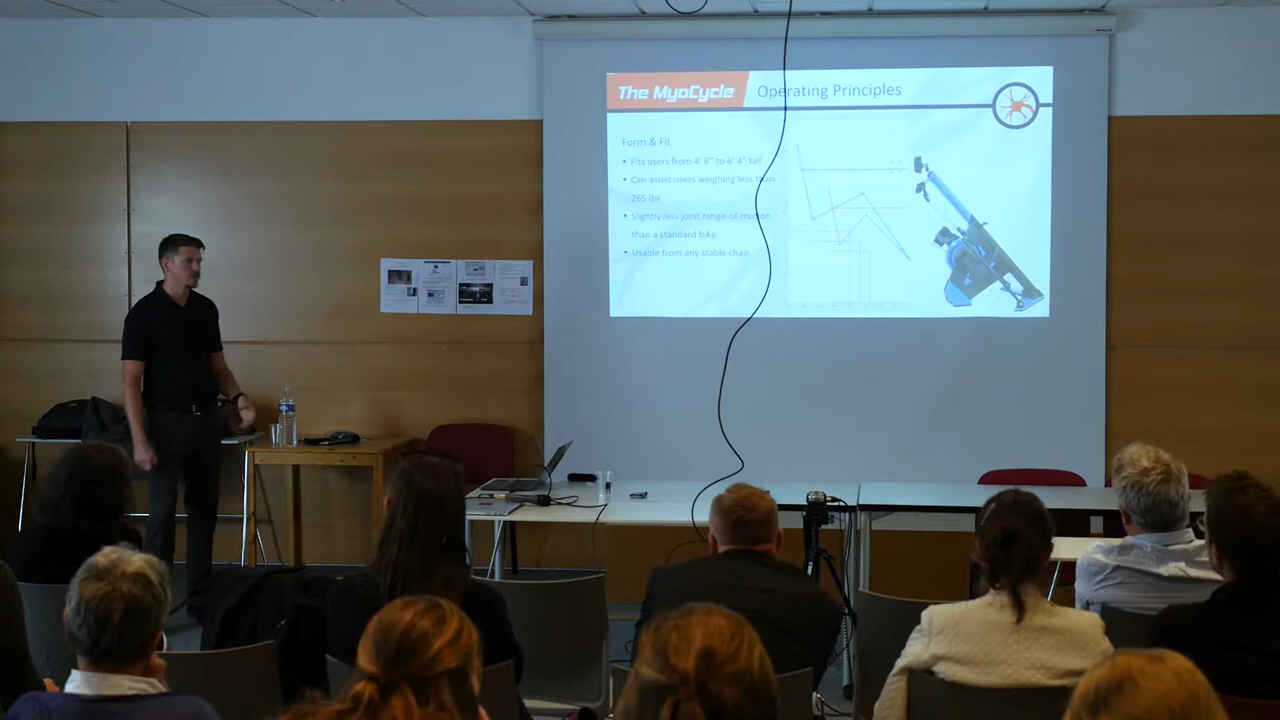 The MyoCycle
Operating Principles
Form & Fit
▪ Fits users from 4' 8" to 6' 4" tall
▪ Can assist users weighing less than
265 lbs
▪ Slightly less joint range-of-motion
than a standard bike
▪ Usable from any stable chair